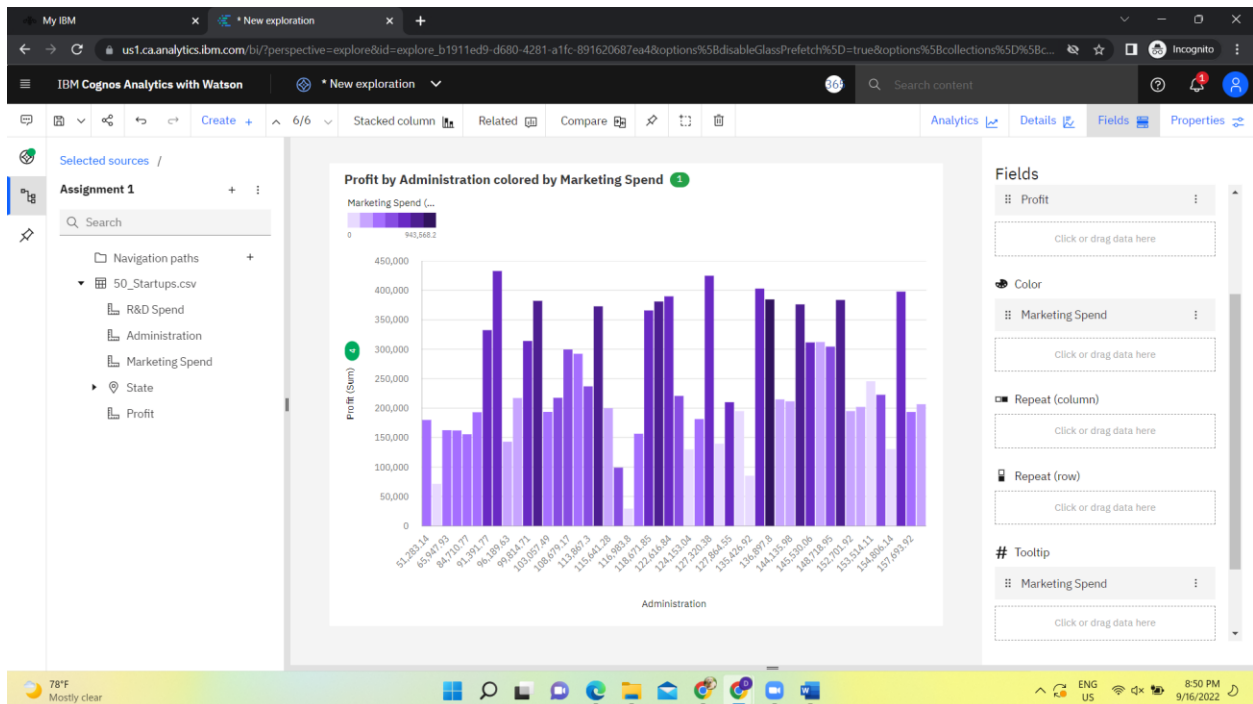 My IBM
* New exploration
us1.ca.analytics.ibm.com/bi/?perspective=explore&id=explore_b1911ed9-d680-4281-a1fc-891620687ea4&options%5BdisableGlassPrefetch%5D=true&options%5Bcollections%5D%5Bc...
Incognito
IBM Cognos Analytics with Watson
* New exploration
Search content
1
Create +
6/6
Stacked column
Related
Compare
Analytics
Details
Fields
Properties
Selected sources /
Assignment 1
Search
Navigation paths
50_Startups.csv
R&D Spend
Administration
Marketing Spend
State
Profit
Profit by Administration colored by Marketing Spend 1
Marketing Spend (...
0 943,568.2
450,000
400,000
350,000
300,000
250,000
200,000
150,000
100,000
50,000
0
Profit (Sum)
4
51,283.14
65,947.93
84,710.77
91,391.77
96,189.63
99,814.71
103,057.49
108,679.17
113,867.3
115,641.28
116,983.8
118,671.85
122,616.84
124,153.04
127,320.38
127,864.55
135,426.92
136,897.8
144,135.98
145,530.06
148,718.95
152,701.92
153,514.11
154,806.14
157,693.92
Administration
Fields
Profit
Click or drag data here
Color
Marketing Spend
Click or drag data here
Repeat (column)
Click or drag data here
Repeat (row)
Click or drag data here
Tooltip
Marketing Spend
Click or drag data here
78°F
Mostly clear
ENG
US
8:50 PM
9/16/2022